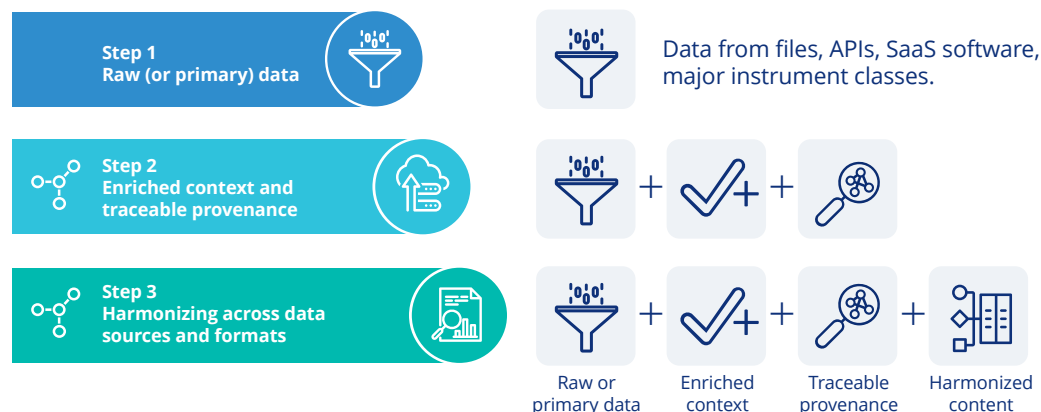 Step 1
Raw (or primary) data
Data from files, APIs, SaaS software,
major instrument classes.
Step 2
Enriched context and
traceable provenance
Step 3
Harmonizing across data
sources and formats
Raw or
primary data
Enriched
context
Traceable
provenance
Harmonized
content